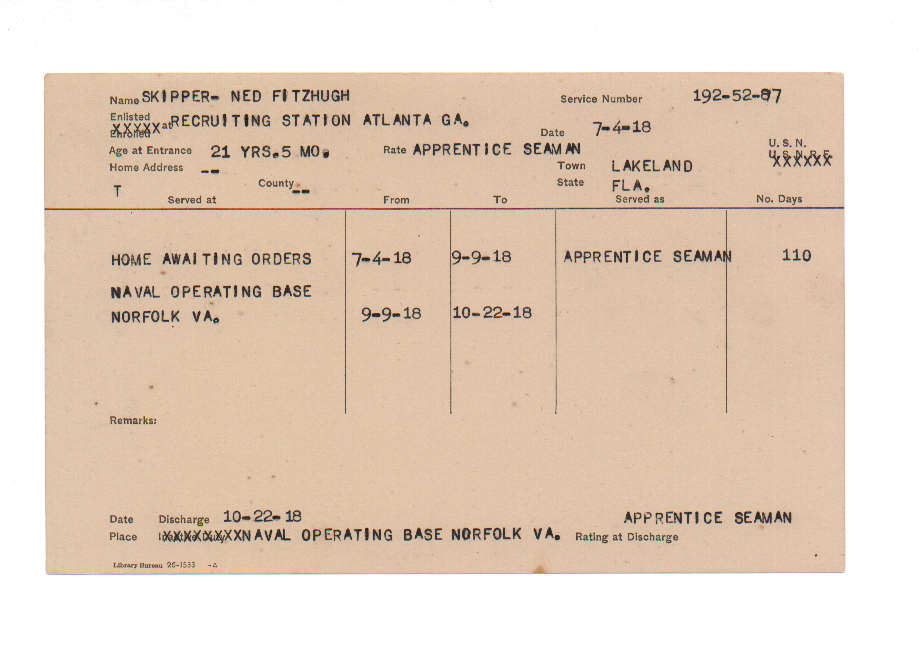 Name SKIPPER- NED FITZHUGH Service Number 192-52-87
Enlisted
Enrolled XXXXX at RECRUITING STATION ATLANTA GA. Date 7-4-18
Age at Entrance 21 YRS.5 MO. Rate APPRENTICE SEAMAN U.S.N.
U.S.N.R.F. XXXXXX
Home Address -- Town LAKELAND
T County -- State FLA.
Served at From To Served as No. Days
HOME AWAITING ORDERS 7-4-18 9-9-18 APPRENTICE SEAMAN 110
NAVAL OPERATING BASE
NORFOLK VA. 9-9-18 10-22-18
Remarks:
Date Discharge 10-22-18 APPRENTICE SEAMAN
Place XXXXXXXX NAVAL OPERATING BASE NORFOLK VA. Rating at Discharge
Library Bureau 26-1533